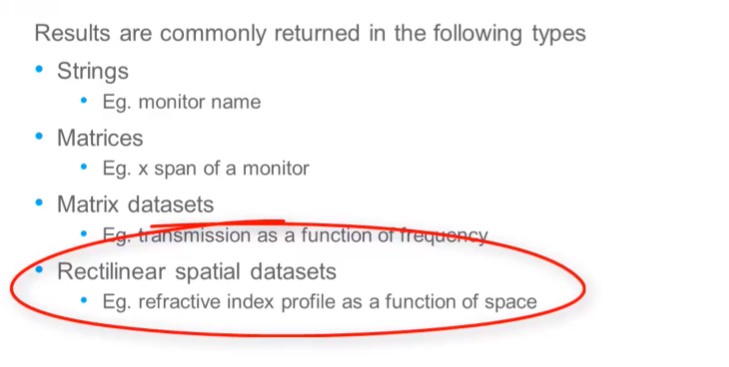 Results are commonly returned in the following types
• Strings
• Eg. monitor name
• Matrices
• Eg. x span of a monitor
• Matrix datasets
• Eg. transmission as a function of frequency
• Rectilinear spatial datasets
• Eg. refractive index profile as a function of space